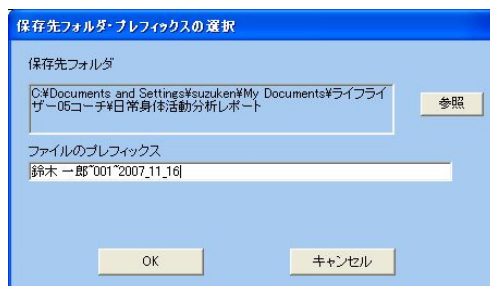 保存先フォルダ・プレフィックスの選択
保存先フォルダ
C:¥Documents and Settings¥suzuken¥My Documents¥ライフライ
ザー05コーチ¥日常身体活動分析レポート
参照
ファイルのプレフィックス
鈴木 一郎~001~2007_11_16
OK
キャンセル